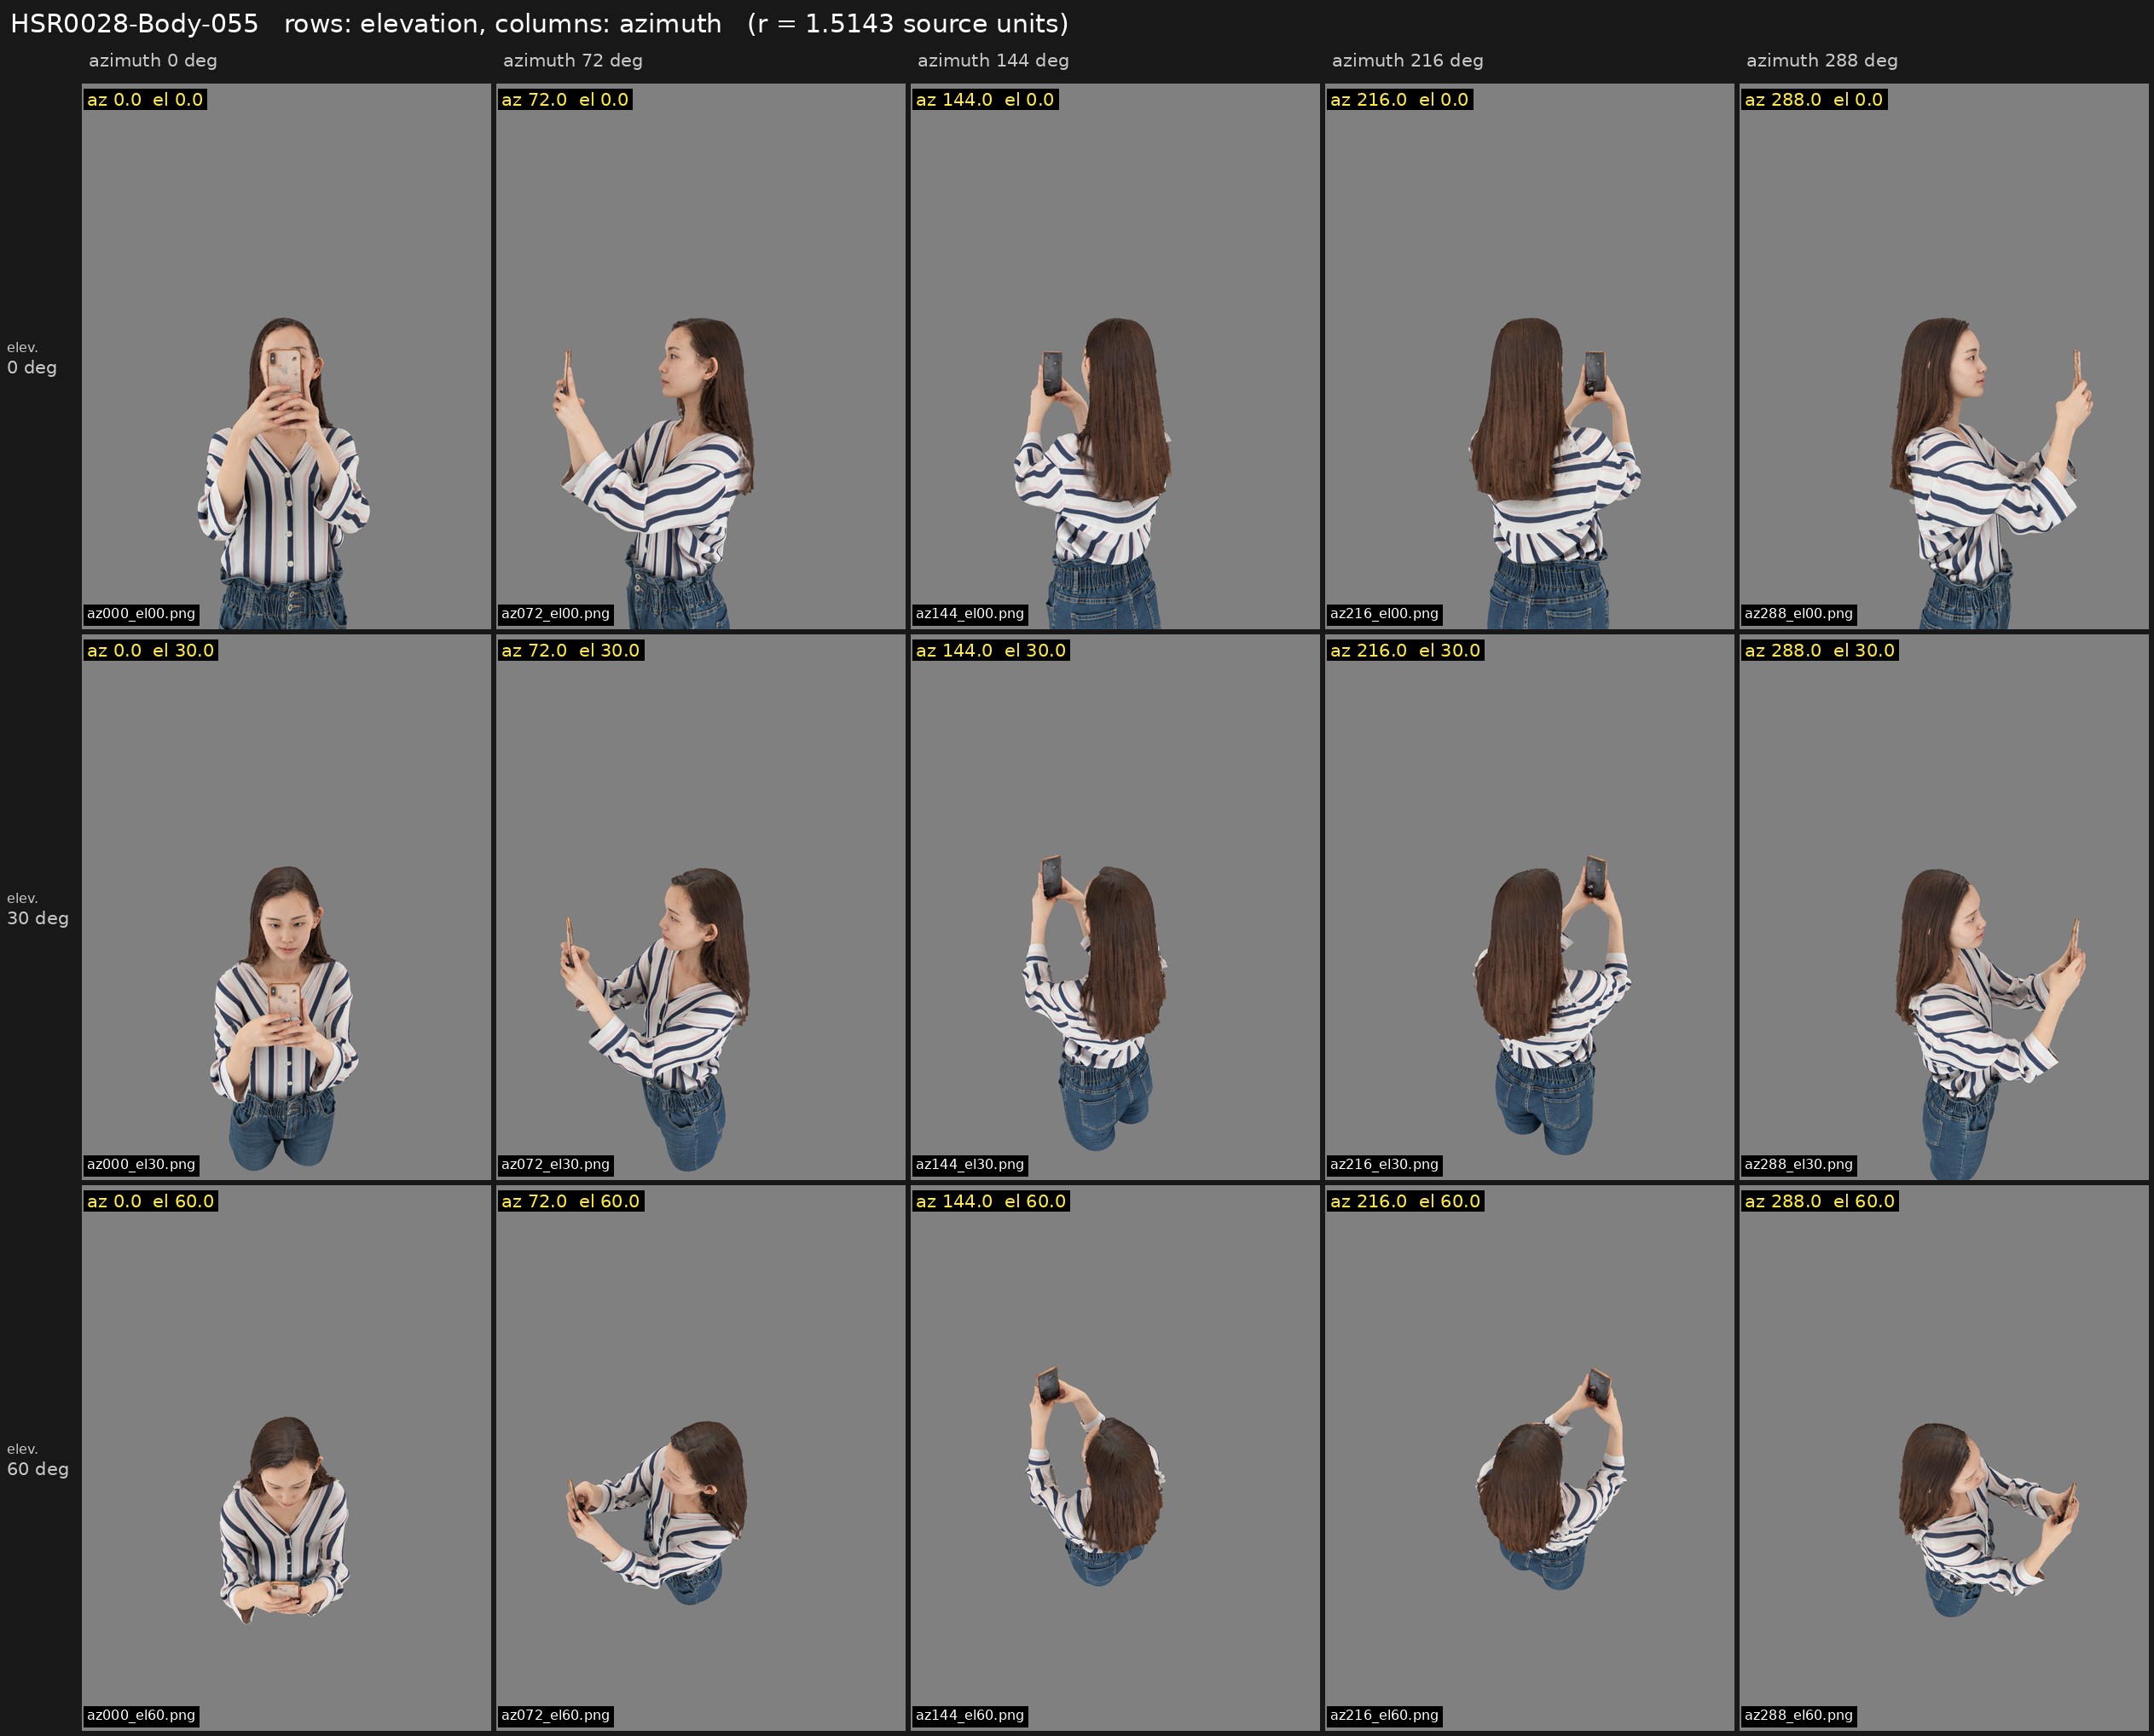 HSR0028-Body-055 rows: elevation, columns: azimuth (r = 1.5143 source units)
azimuth 0 deg
azimuth 72 deg
azimuth 144 deg
azimuth 216 deg
azimuth 288 deg
elev.
0 deg
az 0.0 el 0.0
az 72.0 el 0.0
az 144.0 el 0.0
az 216.0 el 0.0
az 288.0 el 0.0
az000_el00.png
az072_el00.png
az144_el00.png
az216_el00.png
az288_el00.png
elev.
30 deg
az 0.0 el 30.0
az 72.0 el 30.0
az 144.0 el 30.0
az 216.0 el 30.0
az 288.0 el 30.0
az000_el30.png
az072_el30.png
az144_el30.png
az216_el30.png
az288_el30.png
elev.
60 deg
az 0.0 el 60.0
az 72.0 el 60.0
az 144.0 el 60.0
az 216.0 el 60.0
az 288.0 el 60.0
az000_el60.png
az072_el60.png
az144_el60.png
az216_el60.png
az288_el60.png